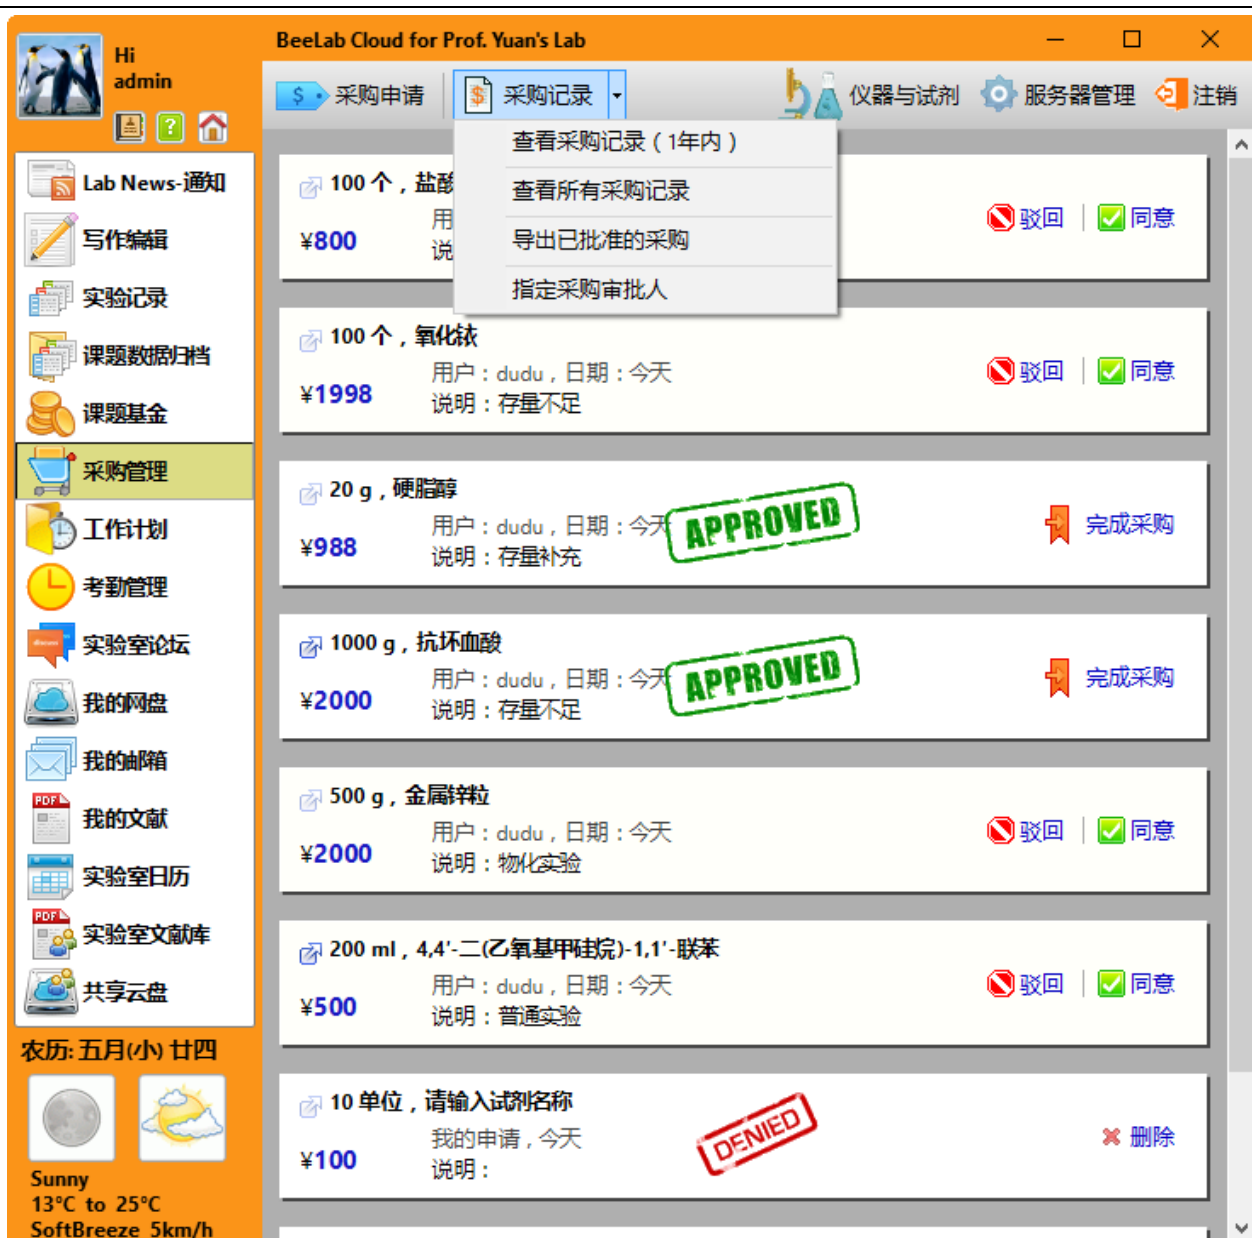 Hi
admin
BeeLab Cloud for Prof. Yuan's Lab
采购申请
采购记录
仪器与试剂
服务器管理
注销
查看采购记录（1年内）
查看所有采购记录
导出已批准的采购
指定采购审批人
Lab News-通知
写作编辑
实验记录
课题数据归档
课题基金
采购管理
工作计划
考勤管理
实验室论坛
我的网盘
我的邮箱
PDF
我的文献
实验室日历
PDF
实验室文献库
共享云盘
农历: 五月(小) 廿四
Sunny
13°C to 25°C
SoftBreeze 5km/h
100 个，盐酸
用
¥800
说
驳回
同意
100 个，氧化铱
用户：dudu，日期：今天
¥1998
说明：存量不足
驳回
同意
20 g，硬脂醇
用户：dudu，日期：今天
¥988
说明：存量补充
APPROVED
完成采购
1000 g，抗坏血酸
用户：dudu，日期：今天
¥2000
说明：存量不足
APPROVED
完成采购
500 g，金属锌粒
用户：dudu，日期：今天
¥2000
说明：物化实验
驳回
同意
200 ml，4,4'-二(乙氧基甲硅烷)-1,1'-联苯
用户：dudu，日期：今天
¥500
说明：普通实验
驳回
同意
10 单位，请输入试剂名称
我的申请，今天
¥100
说明：
DENIED
删除